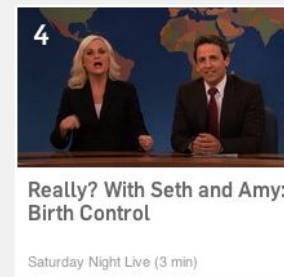 4
Really? With Seth and Amy:
Birth Control
Saturday Night Live (3 min)